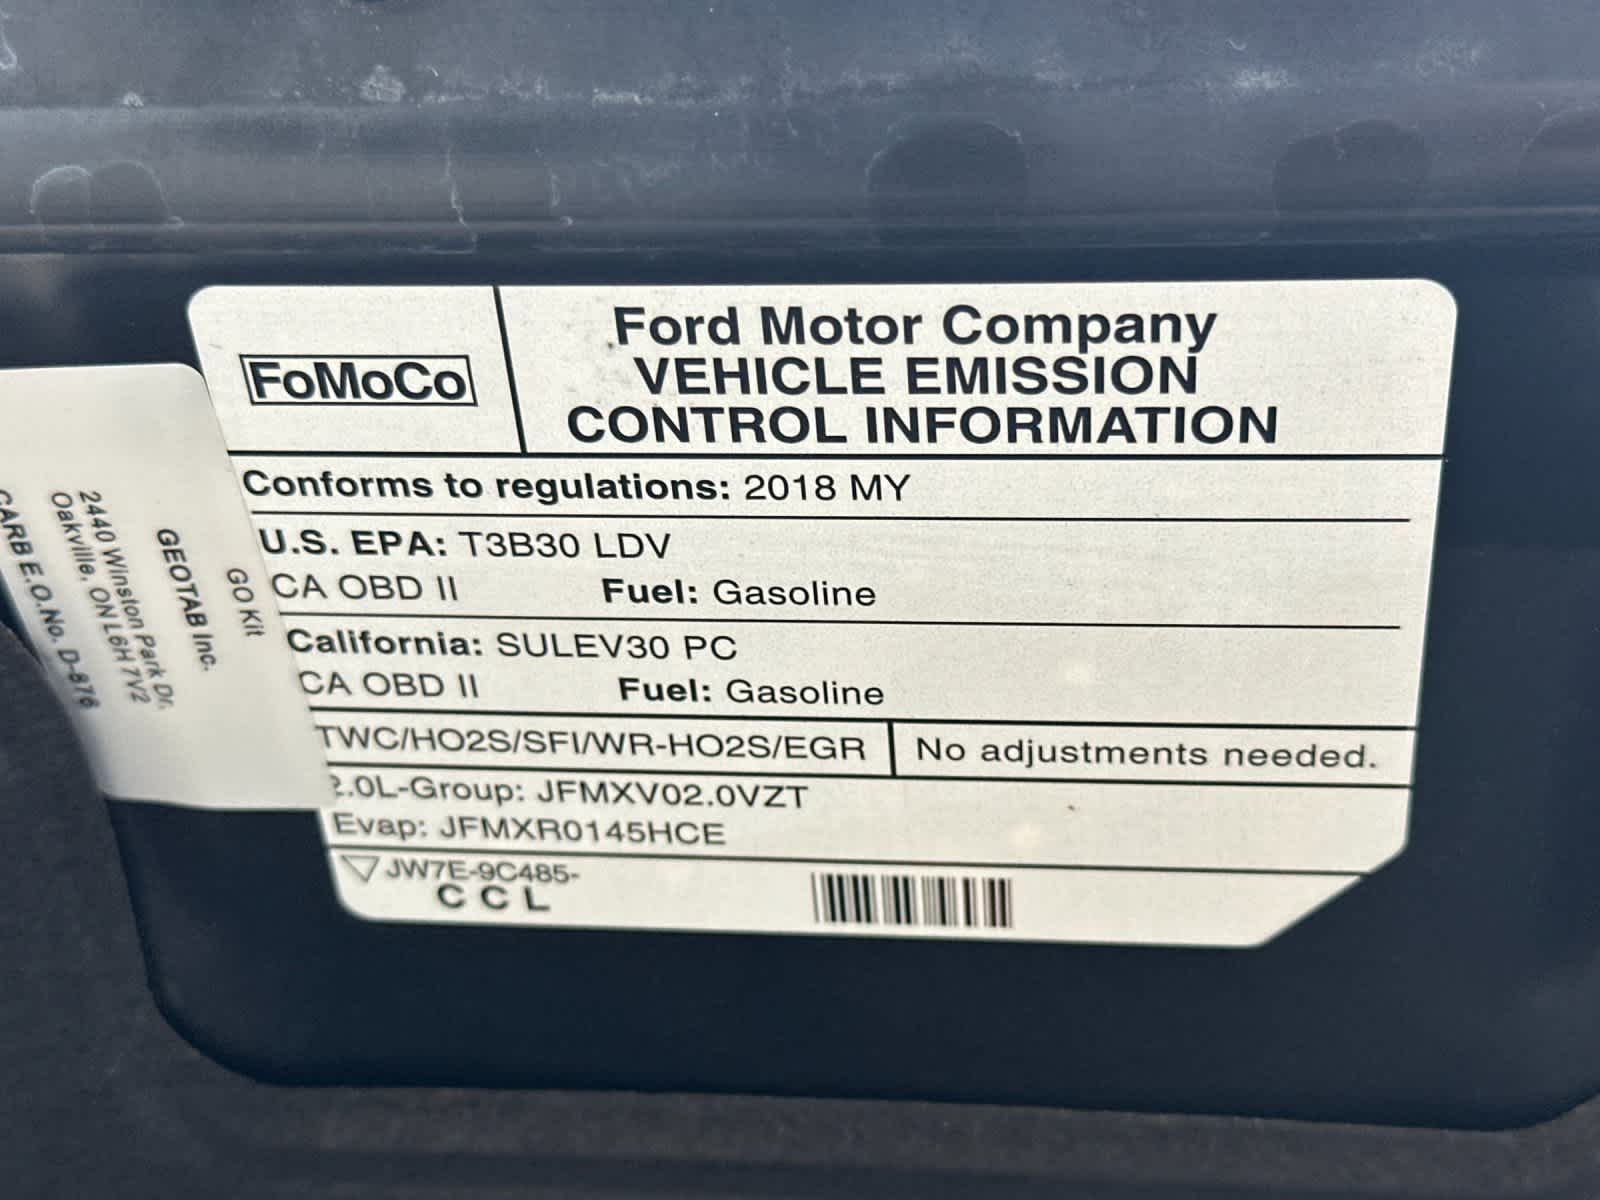 FoMoCo
Ford Motor Company
VEHICLE EMISSION
CONTROL INFORMATION
Conforms to regulations: 2018 MY
U.S. EPA: T3B30 LDV
CA OBD II Fuel: Gasoline
California: SULEV30 PC
CA OBD II Fuel: Gasoline
TWC/HO2S/SFI/WR-HO2S/EGR
No adjustments needed.
2.0L-Group: JFMXV02.0VZT
Evap: JFMXR0145HCE
JW7E-9C485-
C C L
GO Kit
GEOTAB Inc.
2440 Winston Park Dr.
Oakville, ON L6H 7V2
CARB E.O.No. D-876